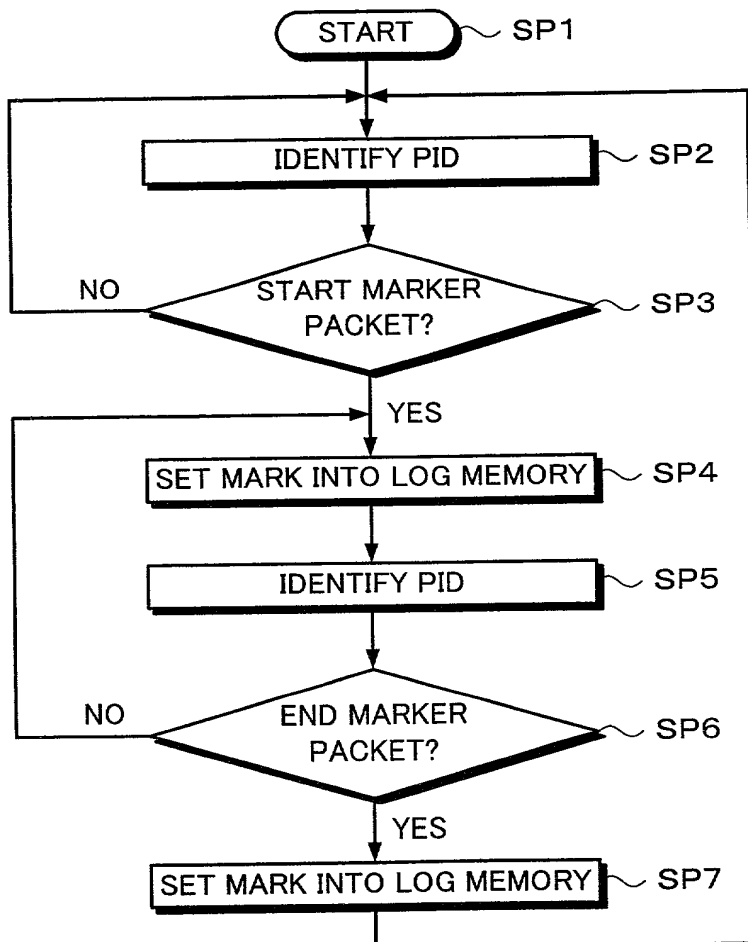 START SP1
IDENTIFY PID SP2
START MARKER
PACKET? SP3
NO
YES
SET MARK INTO LOG MEMORY SP4
IDENTIFY PID SP5
END MARKER
PACKET? SP6
NO
YES
SET MARK INTO LOG MEMORY SP7